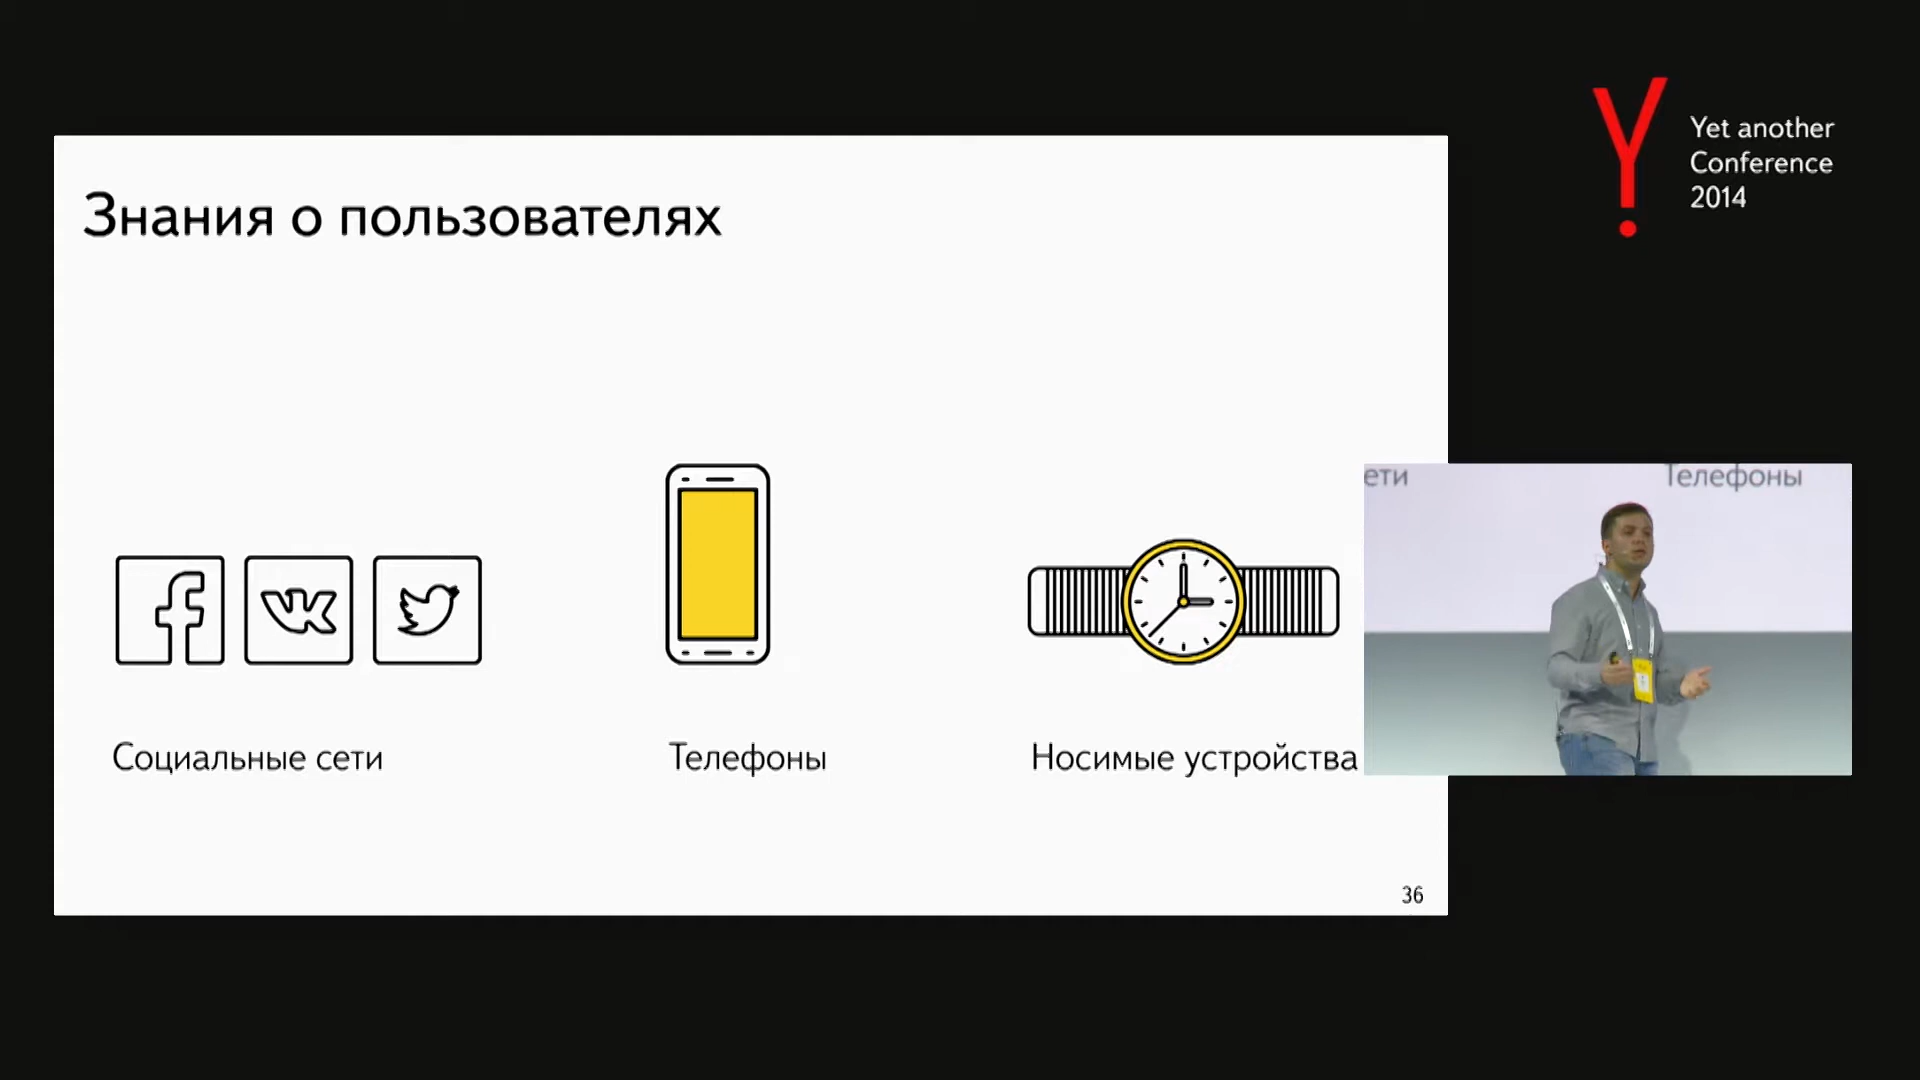 Знания о пользователях
Социальные сети
Телефоны
Носимые устройства
36
Yet another
Conference
2014
ети
Телефоны